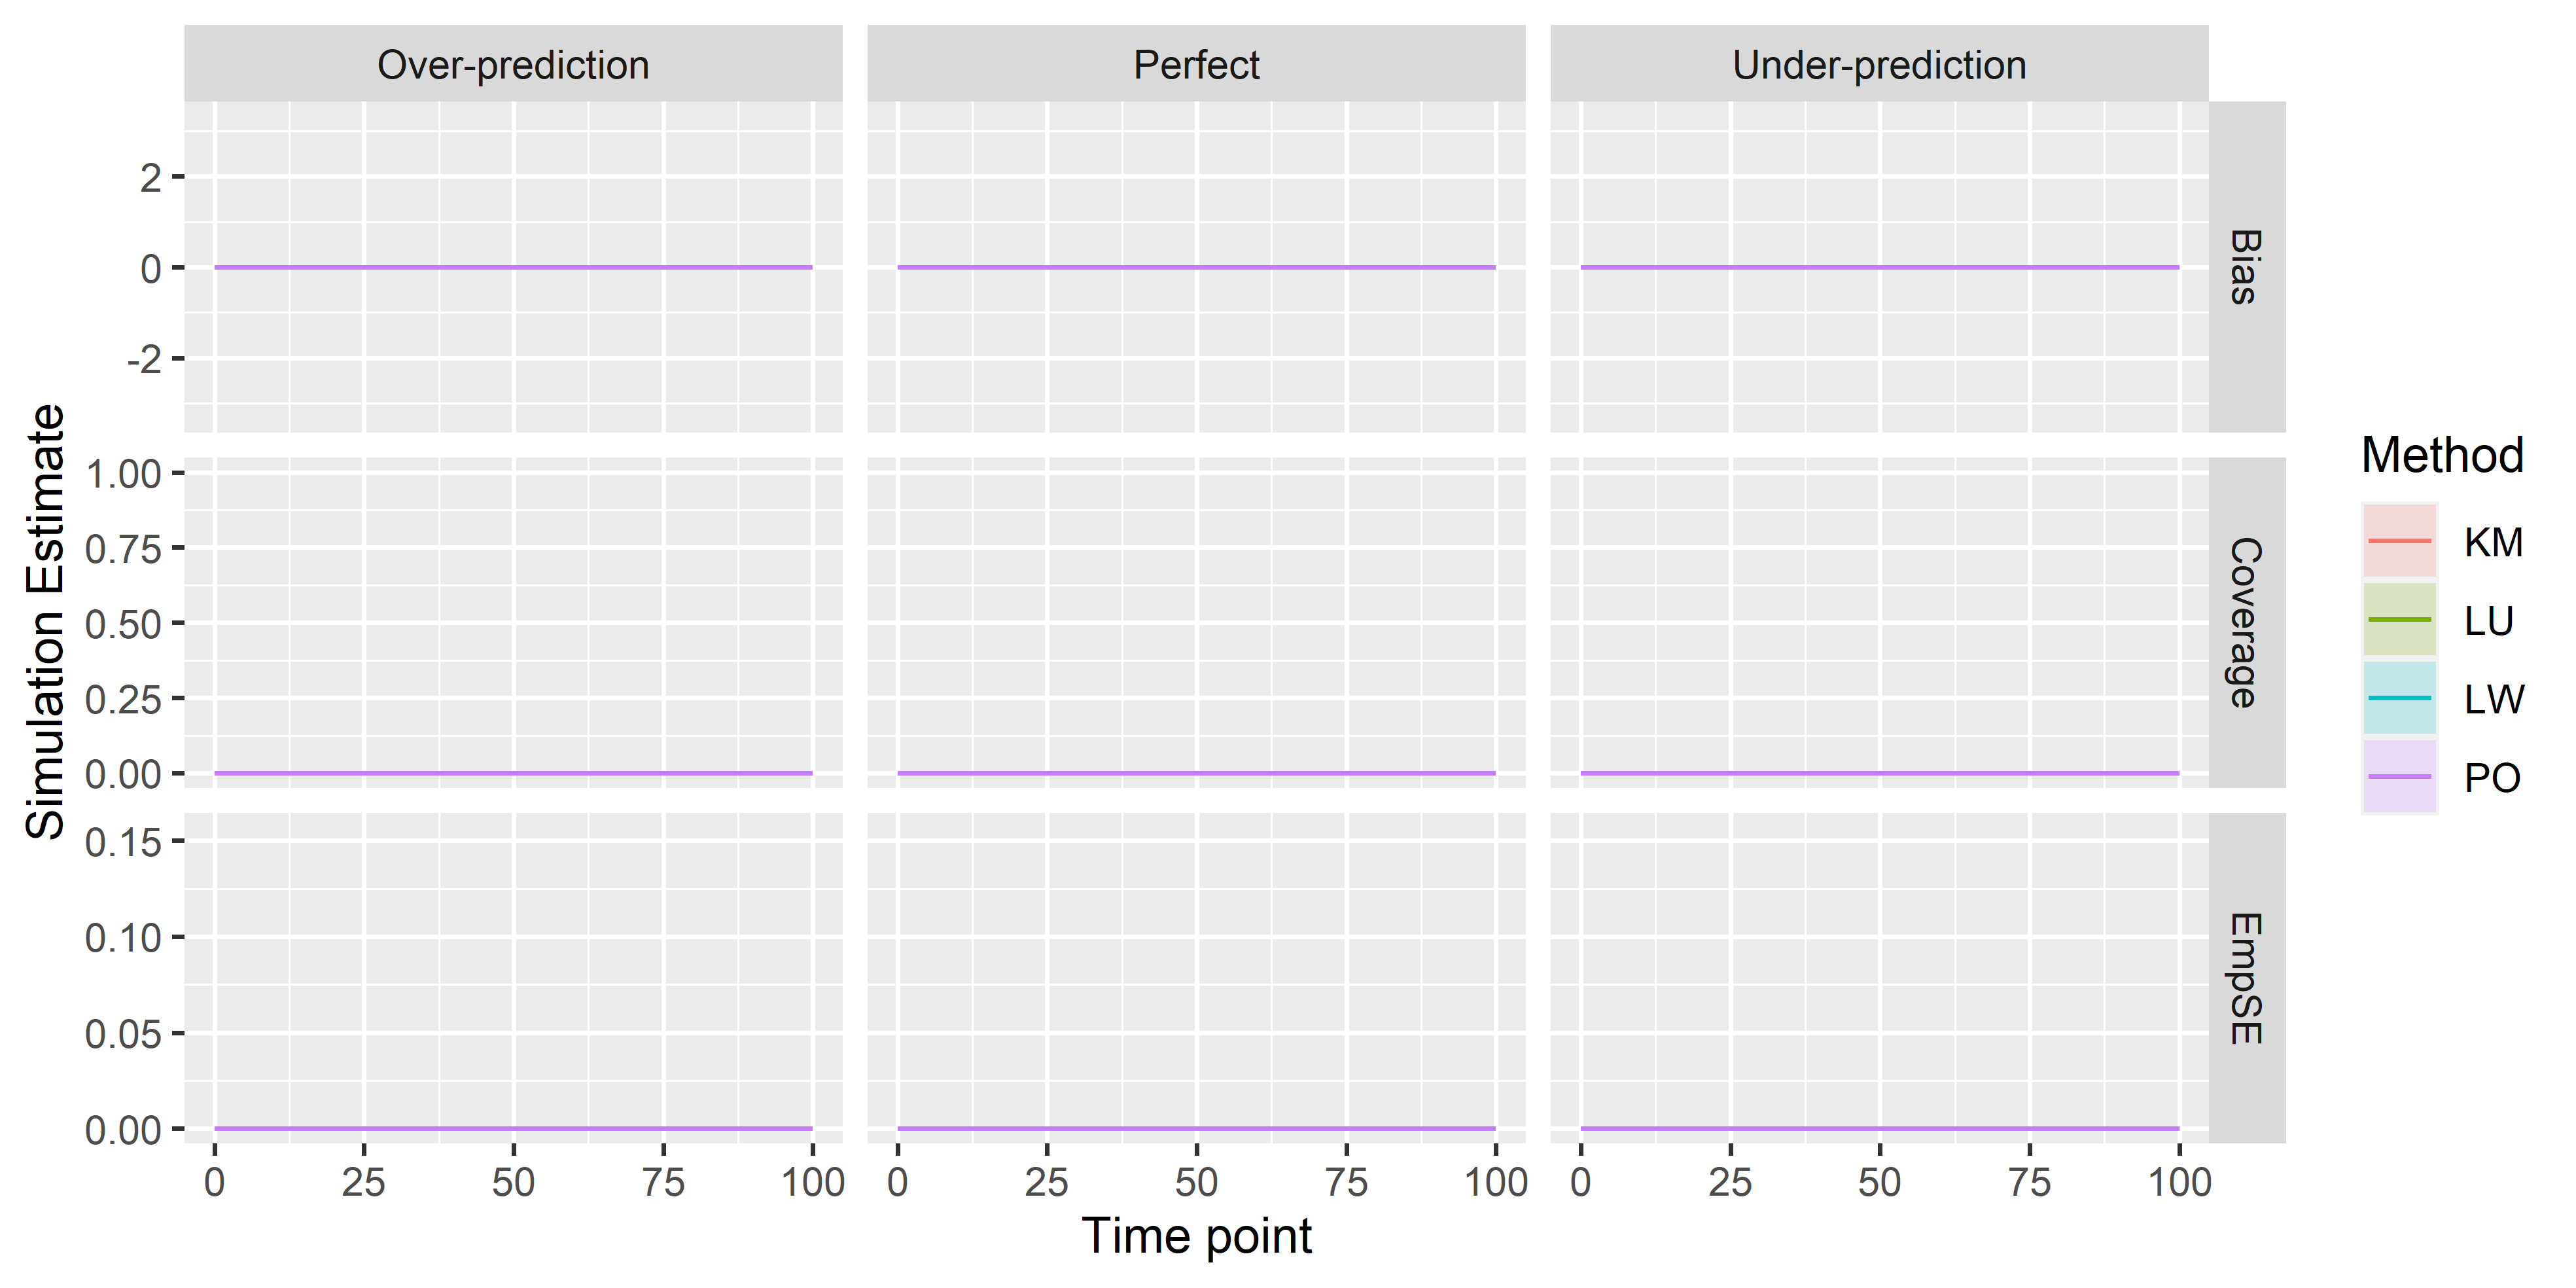 Over-prediction
Perfect
Under-prediction
Simulation Estimate
2
0
-2
Bias
1.00
0.75
0.50
0.25
0.00
Coverage
0.15
0.10
0.05
0.00
EmpSE
0 25 50 75 100
0 25 50 75 100
0 25 50 75 100
Time point
Method
KM
LU
LW
PO